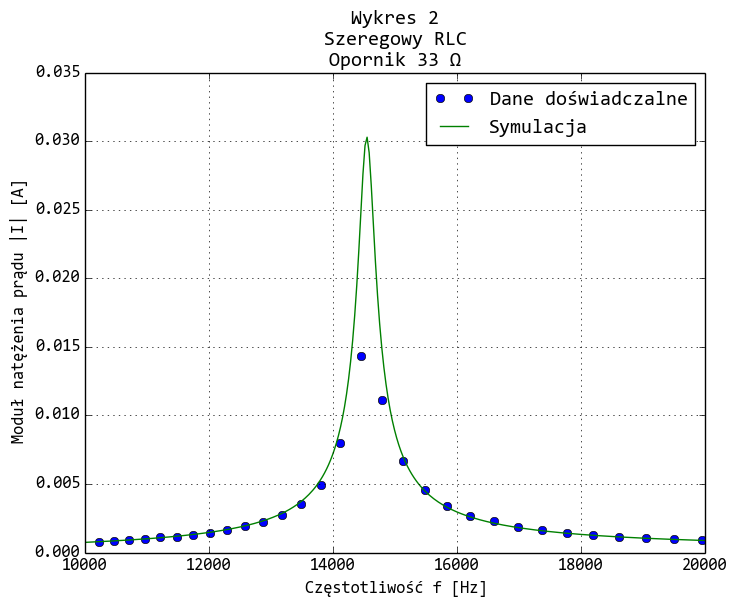 Wykres 2
Szeregowy RLC
Opornik 33 Ω
0.035
0.030
0.025
0.020
0.015
0.010
0.005
0.000
Moduł natężenia prądu |I| [A]
Dane doświadczalne
Symulacja
10000 12000 14000 16000 18000 20000
Częstotliwość f [Hz]